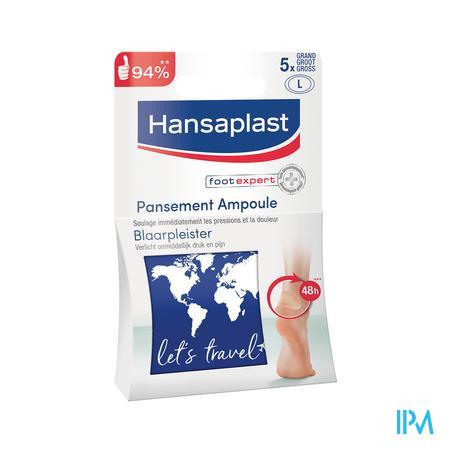 94%**
5x GRAND
GROOT
GROSS
L
Hansaplast
foot expert
Pansement Ampoule
Soulage immédiatement les pressions et la douleur
Blaarpleister
Verlicht onmiddellijk druk en pijn
***
48h
let's travel
IPM